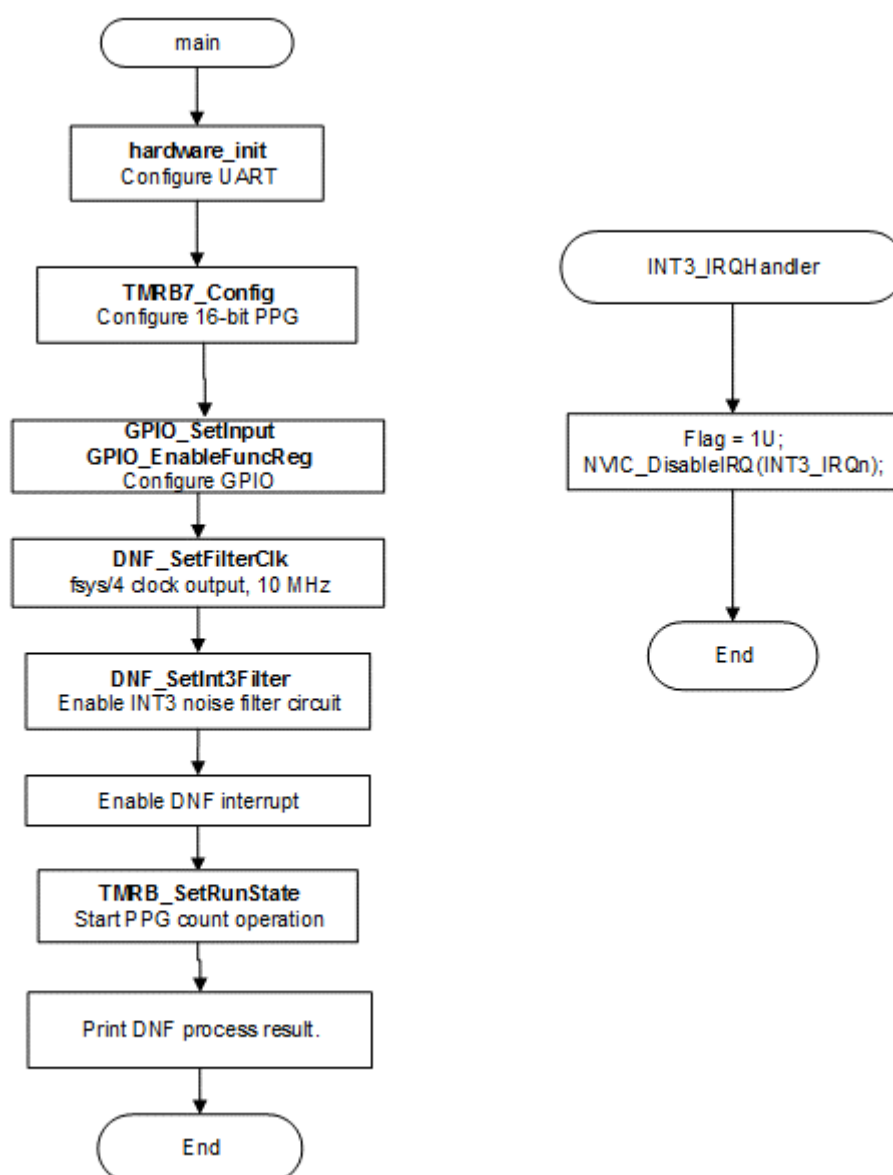 main
hardware_init
Configure UART
TMRB7_Config
Configure 16-bit PPG
GPIO_SetInput
GPIO_EnableFuncReg
Configure GPIO
DNF_SetFilterClk
fsys/4 clock output, 10 MHz
DNF_SetInt3Filter
Enable INT3 noise filter circuit
Enable DNF interrupt
TMRB_SetRunState
Start PPG count operation
Print DNF process result.
End
INT3_IRQHandler
Flag = 1U;
NVIC_DisableIRQ(INT3_IRQn);
End